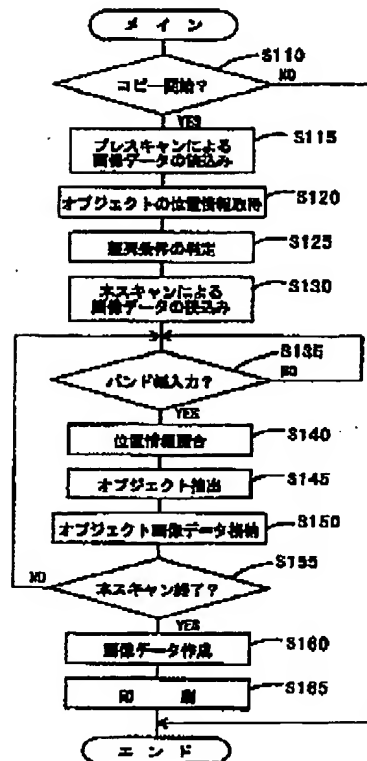 メイン
S110
コピー開始?
NO
YES
S115
プレスキャンによる
画像データの読込み
S120
オブジェクトの位置情報取得
S125
条件の判定
S130
本スキャンによる
画像データの読込み
S135
バンド幅入力?
NO
YES
S140
位置情報照合
S145
オブジェクト抽出
S150
オブジェクト画像データ格納
S155
NO
本スキャン終了?
YES
S160
画像データ作成
S165
印 刷
エンド